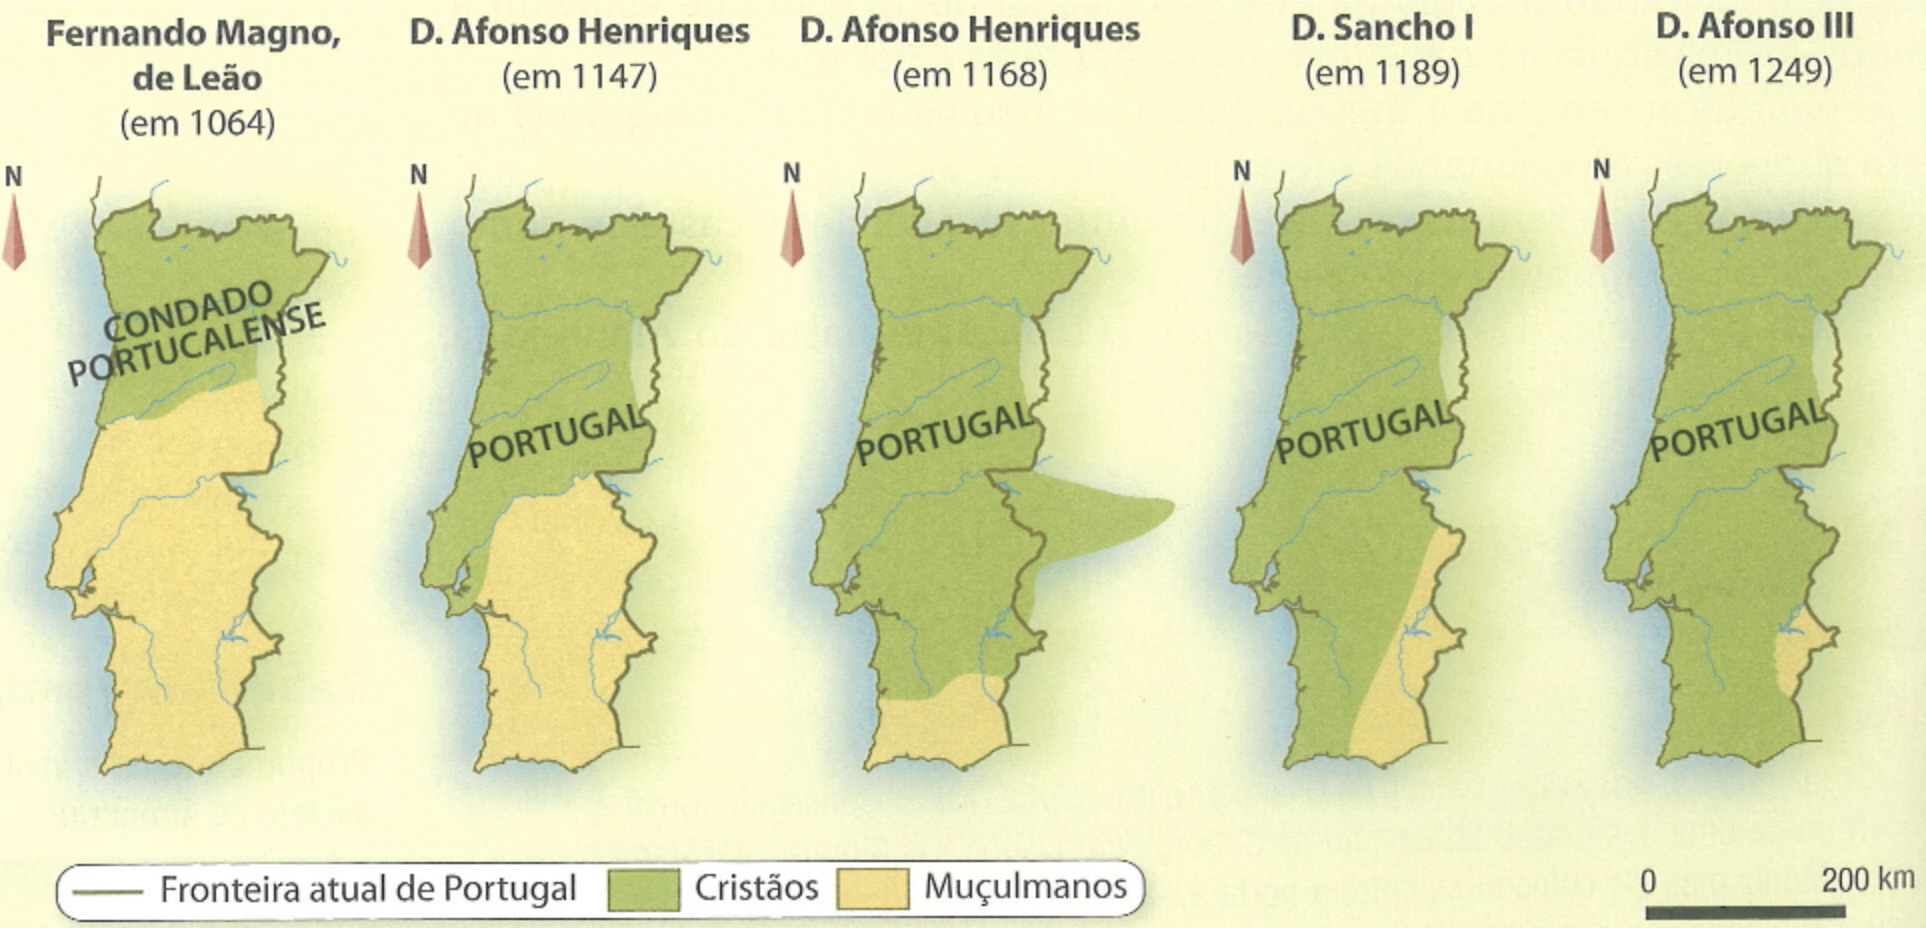 Fernando Magno,
de Leão
(em 1064)
D. Afonso Henriques
(em 1147)
D. Afonso Henriques
(em 1168)
D. Sancho I
(em 1189)
D. Afonso III
(em 1249)
N
N
N
N
N
CONDADO
PORTUCALENSE
PORTUGAL
PORTUGAL
PORTUGAL
PORTUGAL
Fronteira atual de Portugal
Cristãos
Muçulmanos
0 200 km